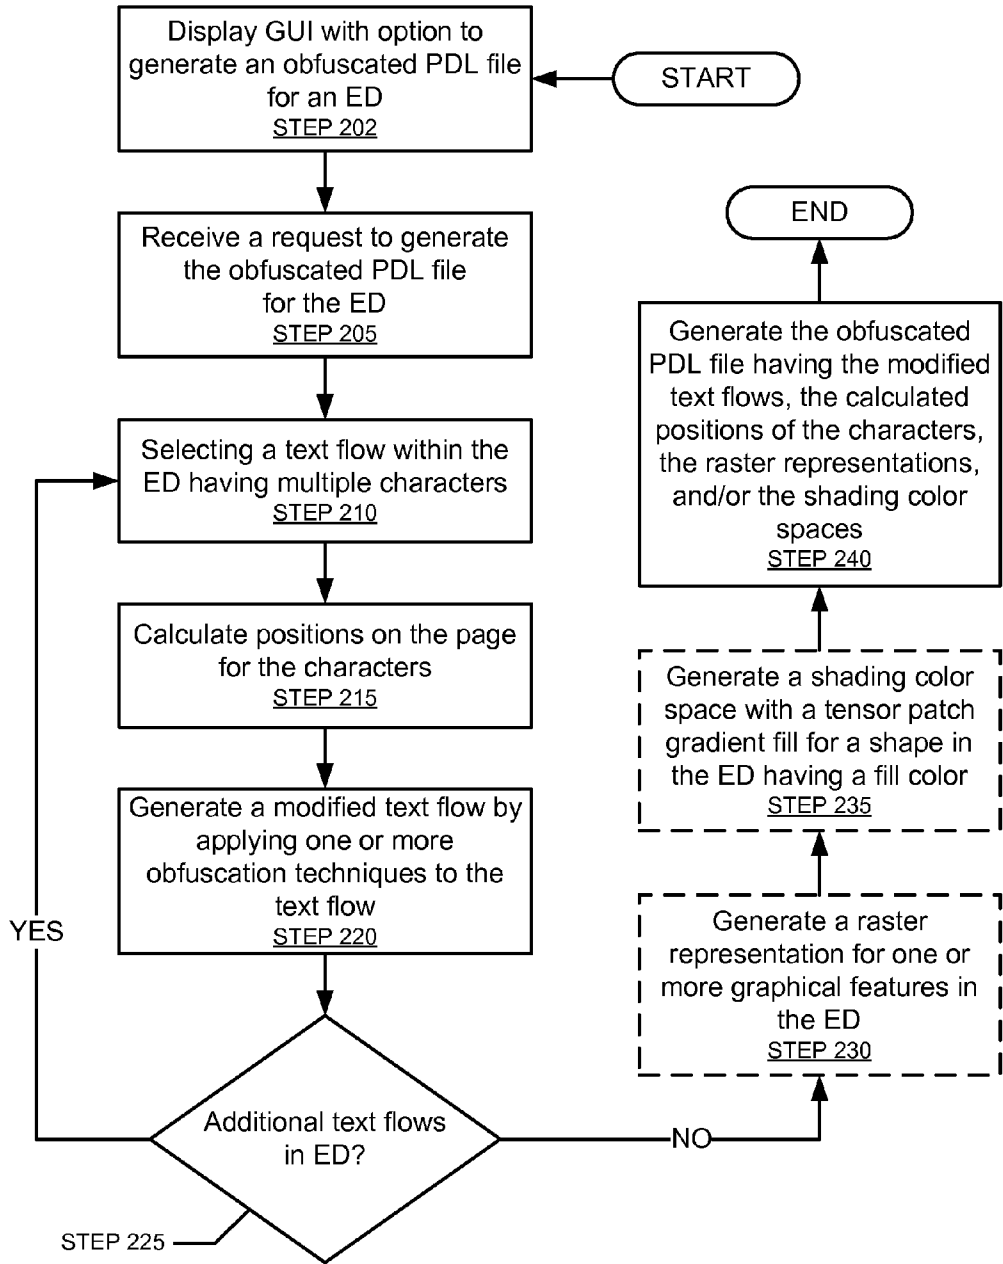 START
Display GUI with option to
generate an obfuscated PDL file
for an ED
STEP 202
Receive a request to generate
the obfuscated PDL file
for the ED
STEP 205
Selecting a text flow within the
ED having multiple characters
STEP 210
Calculate positions on the page
for the characters
STEP 215
Generate a modified text flow by
applying one or more
obfuscation techniques to the
text flow
STEP 220
Additional text flows
in ED?
STEP 225
YES
NO
Generate a raster
representation for one or
more graphical features in
the ED
STEP 230
Generate a shading color
space with a tensor patch
gradient fill for a shape in
the ED having a fill color
STEP 235
Generate the obfuscated
PDL file having the modified
text flows, the calculated
positions of the characters,
the raster representations,
and/or the shading color
spaces
STEP 240
END